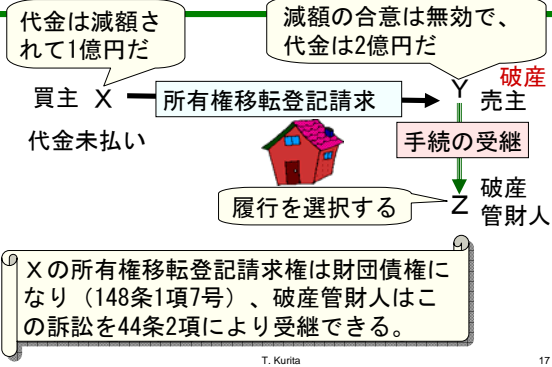 代金は減額さ
れて1億円だ
減額の合意は無効で、
代金は2億円だ
買主 X
所有権移転登記請求
Y 破産
売主
代金未払い
手続の受継
履行を選択する
Z 破産
管財人
Xの所有権移転登記請求権は財団債権に
なり（148条1項7号）、破産管財人はこ
の訴訟を44条2項により受継できる。
T. Kurita
17